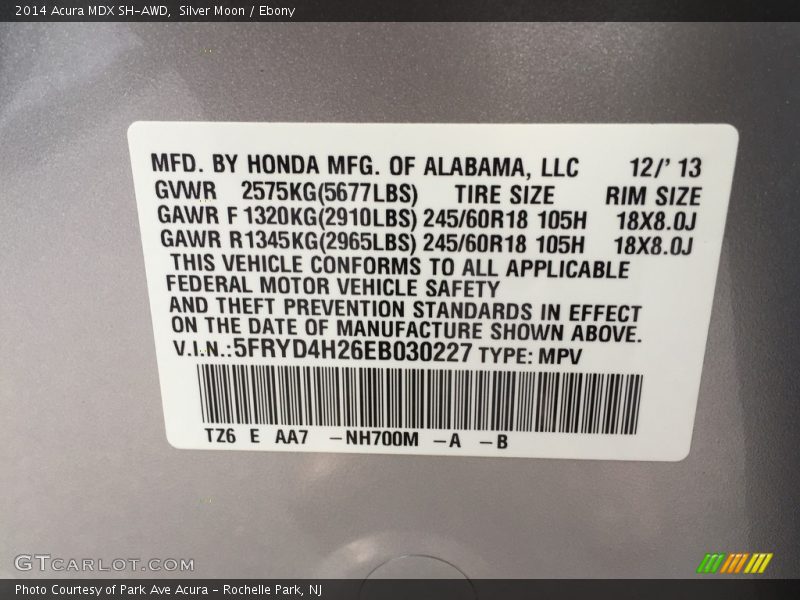 2014 Acura MDX SH-AWD, Silver Moon / Ebony
MFD. BY HONDA MFG. OF ALABAMA, LLC 12/' 13
GVWR 2575KG(5677LBS) TIRE SIZE RIM SIZE
GAWR F 1320KG(2910LBS) 245/60R18 105H 18X8.0J
GAWR R 1345KG(2965LBS) 245/60R18 105H 18X8.0J
THIS VEHICLE CONFORMS TO ALL APPLICABLE
FEDERAL MOTOR VEHICLE SAFETY
AND THEFT PREVENTION STANDARDS IN EFFECT
ON THE DATE OF MANUFACTURE SHOWN ABOVE.
V.I.N.:5FRYD4H26EB030227 TYPE: MPV
TZ6 E AA7 -NH700M -A -B
GTCARLOT.COM
Photo Courtesy of Park Ave Acura - Rochelle Park, NJ